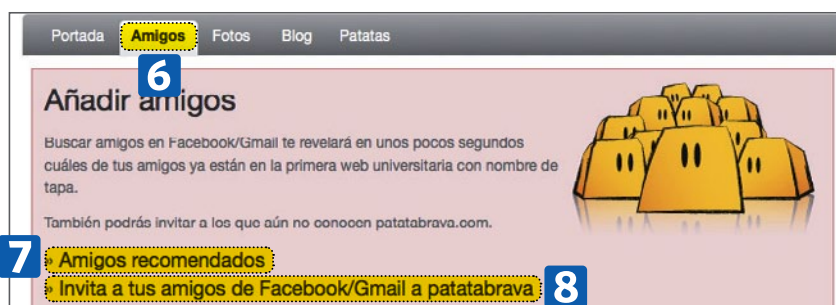 Portada Amigos Fotos Blog Patatas
6
Añadir amigos
Buscar amigos en Facebook/Gmail te revelará en unos pocos segundos
cuáles de tus amigos ya están en la primera web universitaria con nombre de
tapa.
También podrás invitar a los que aún no conocen patatabrava.com.
7 » Amigos recomendados
» Invita a tus amigos de Facebook/Gmail a patatabrava 8